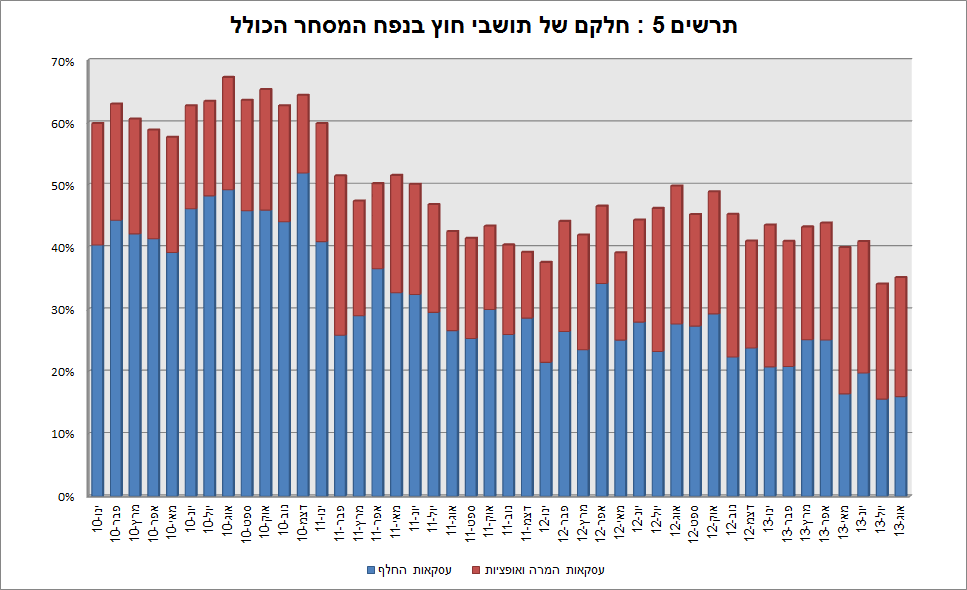 תרשים 5 : חלקם של תושבי חוץ בנפח המסחר הכולל
70%
60%
50%
40%
30%
20%
10%
0%
ינו-10
פבר-10
מרץ-10
אפר-10
מאי-10
יונ-10
יול-10
אוג-10
ספט-10
אוק-10
נוב-10
דצמ-10
ינו-11
פבר-11
מרץ-11
אפר-11
מאי-11
יונ-11
יול-11
אוג-11
ספט-11
אוק-11
נוב-11
דצמ-11
ינו-12
פבר-12
מרץ-12
אפר-12
מאי-12
יונ-12
יול-12
אוג-12
ספט-12
אוק-12
נוב-12
דצמ-12
ינו-13
פבר-13
מרץ-13
אפר-13
מאי-13
יונ-13
יול-13
אוג-13
עסקאות החלף
עסקאות המרה ואופציות